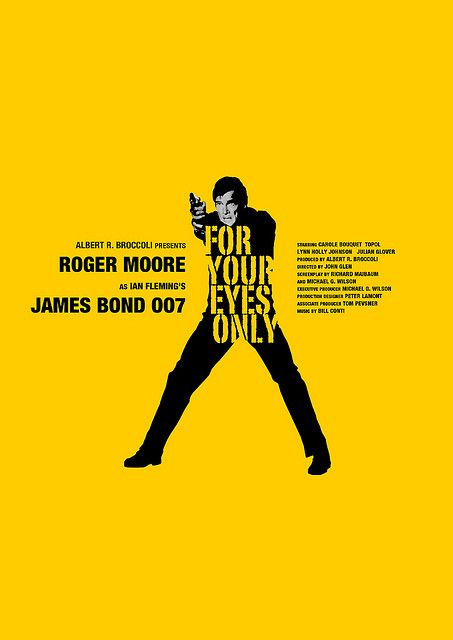 ALBERT R. BROCCOLI PRESENTS
ROGER MOORE
AS IAN FLEMING'S
JAMES BOND 007
FOR
YOUR
EYES
ONLY
STARRING CAROLE BOUQUET TOPOL
LYNN HOLLY JOHNSON JULIAN GLOVER
PRODUCED BY ALBERT R. BROCCOLI
DIRECTED BY JOHN GLEN
SCREENPLAY BY RICHARD MAIBAUM
AND MICHAEL G. WILSON
EXECUTIVE PRODUCER MICHAEL G. WILSON
PRODUCTION DESIGNER PETER LAMONT
ASSOCIATE PRODUCER TOM PEVSNER
MUSIC BY BILL CONTI